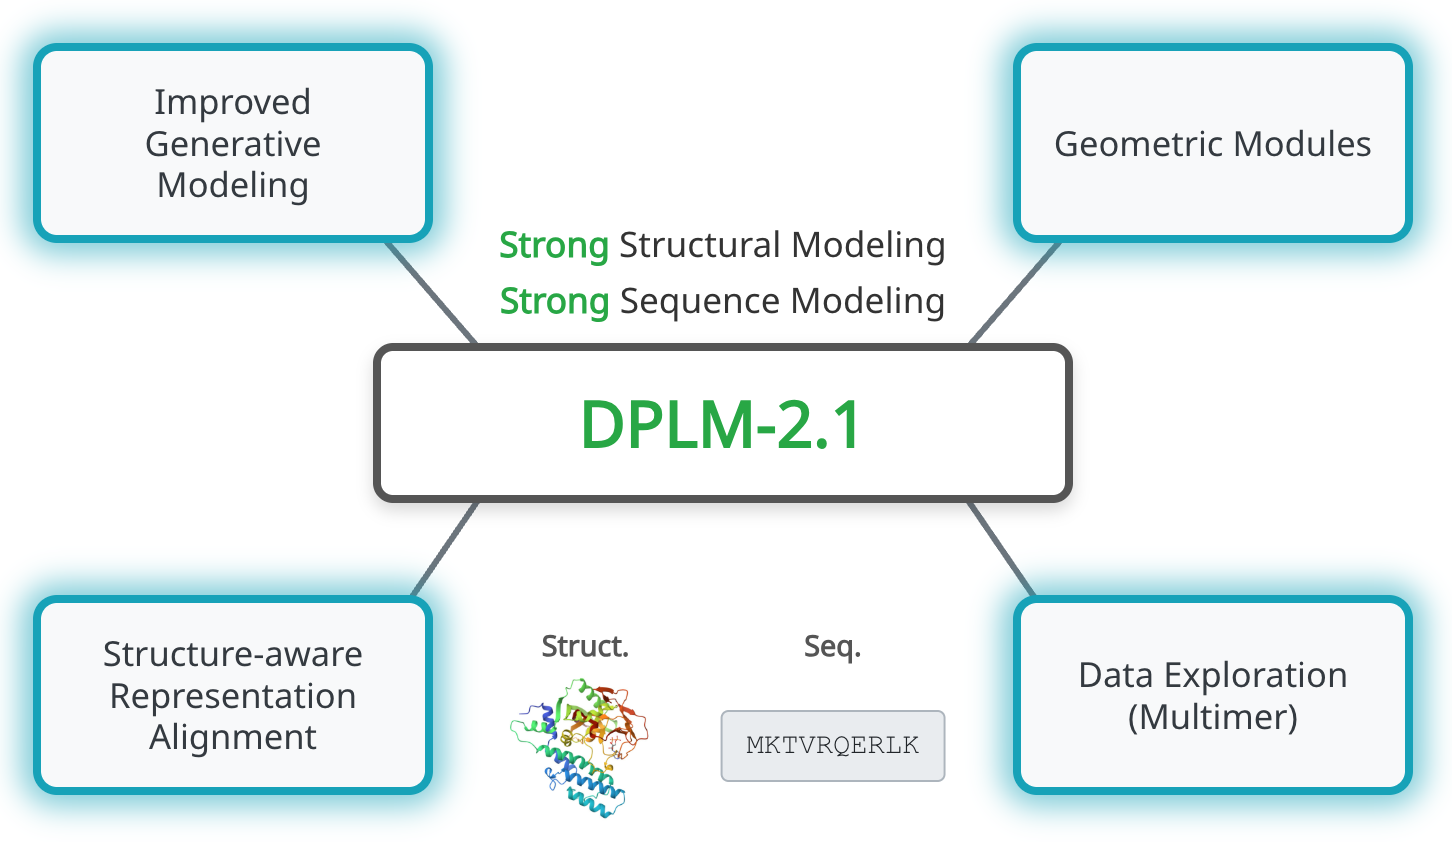 Improved
Generative
Modeling
Geometric Modules
Strong Structural Modeling
Strong Sequence Modeling
DPLM-2.1
Structure-aware
Representation
Alignment
Struct.
Seq.
MKTVRQERLK
Data Exploration
(Multimer)